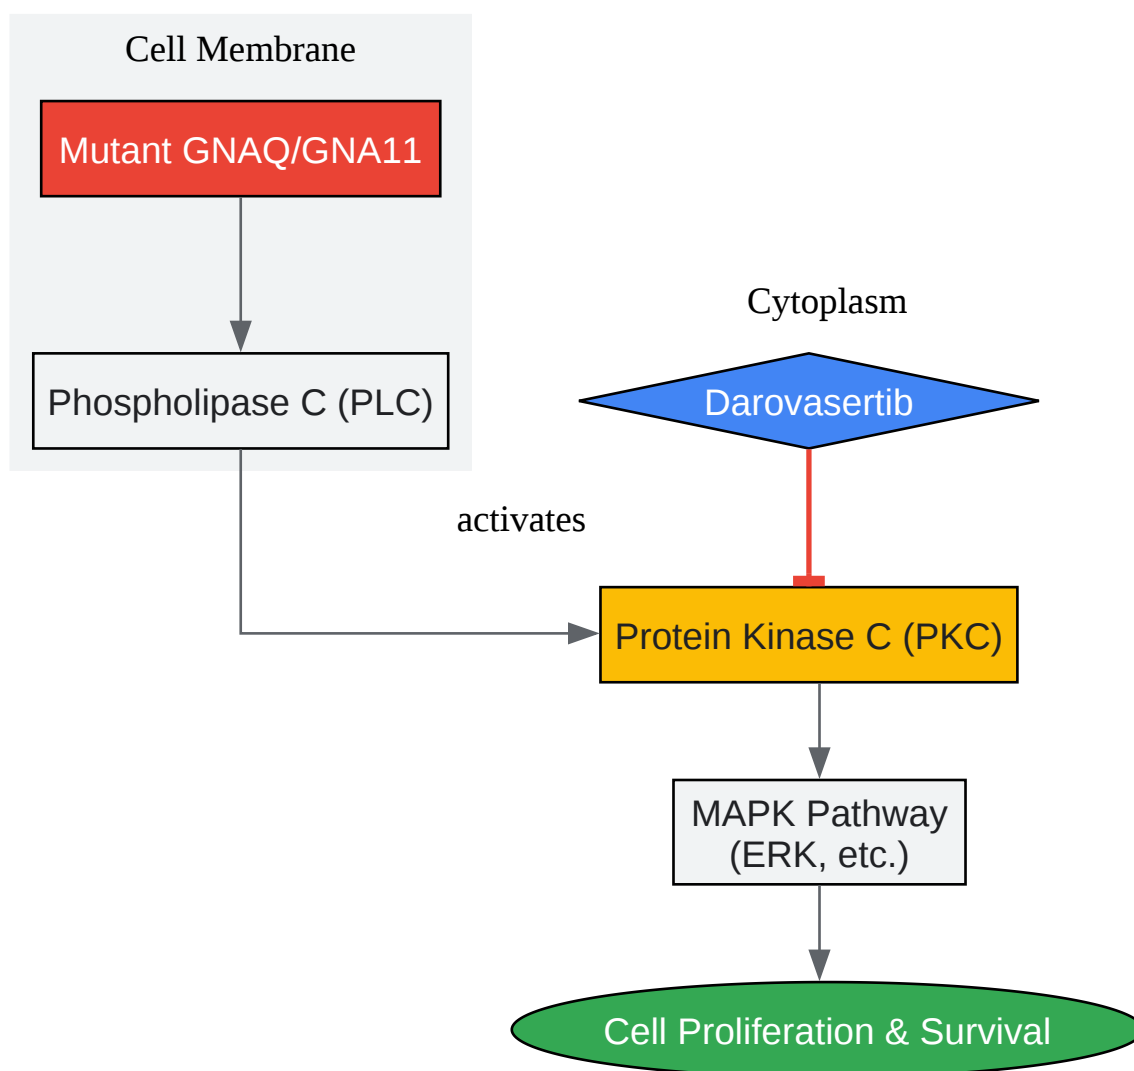 Cell Membrane
Mutant GNAQ/GNA11
Phospholipase C (PLC)
Cytoplasm
Darovasertib
activates
Protein Kinase C (PKC)
MAPK Pathway
(ERK, etc.)
Cell Proliferation & Survival